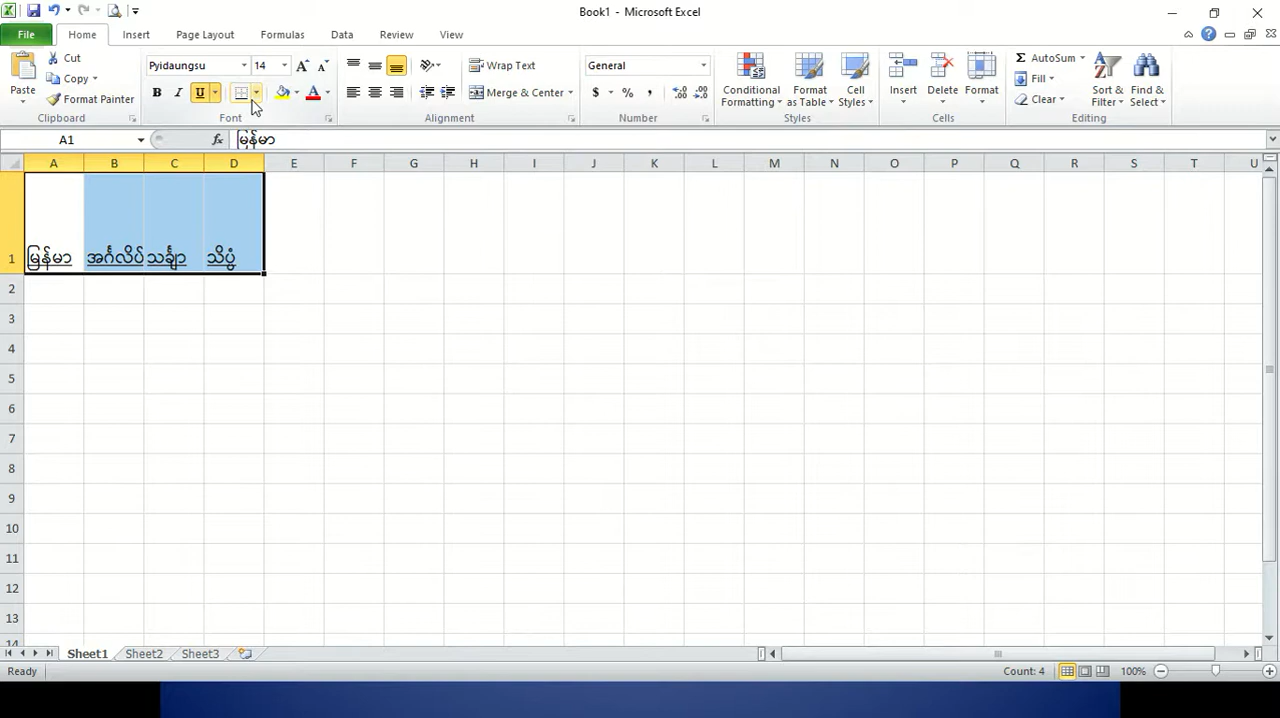 Book1 - Microsoft Excel
File Home Insert Page Layout Formulas Data Review View
Paste
Cut
Copy
Format Painter
Clipboard
Pyidaungsu 14
B I U A
Font
Wrap Text
Merge & Center
Alignment
General
$ % ,
Number
Conditional Formatting
Format as Table
Cell Styles
Styles
Insert Delete Format
Cells
AutoSum
Fill
Clear
Sort & Filter
Find & Select
Editing
A1 fx မြန်မာ
A B C D E F G H I J K L M N O P Q R S T U
1 မြန်မာ အင်္ဂလိပ် သင်္ချာ သိပ္ပံ
2
3
4
5
6
7
8
9
10
11
12
13
14
Sheet1 Sheet2 Sheet3
Ready Count: 4 100%